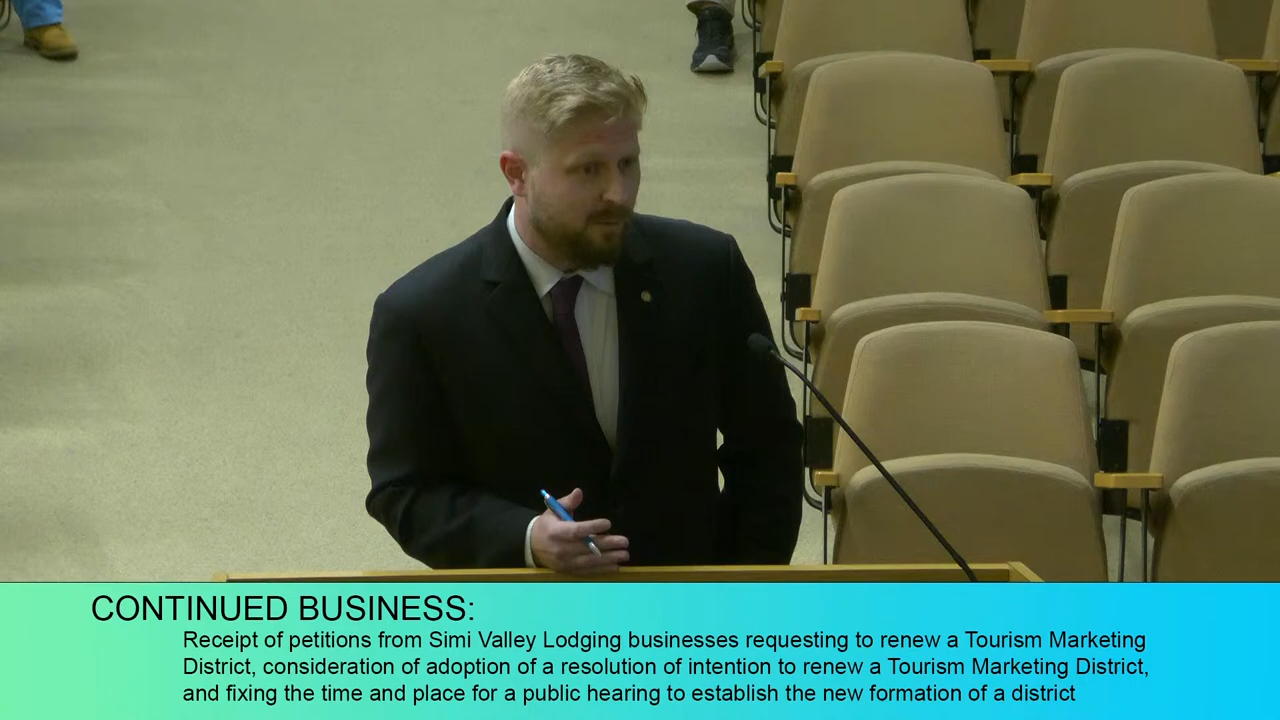 CONTINUED BUSINESS:
Receipt of petitions from Simi Valley Lodging businesses requesting to renew a Tourism Marketing
District, consideration of adoption of a resolution of intention to renew a Tourism Marketing District,
and fixing the time and place for a public hearing to establish the new formation of a district